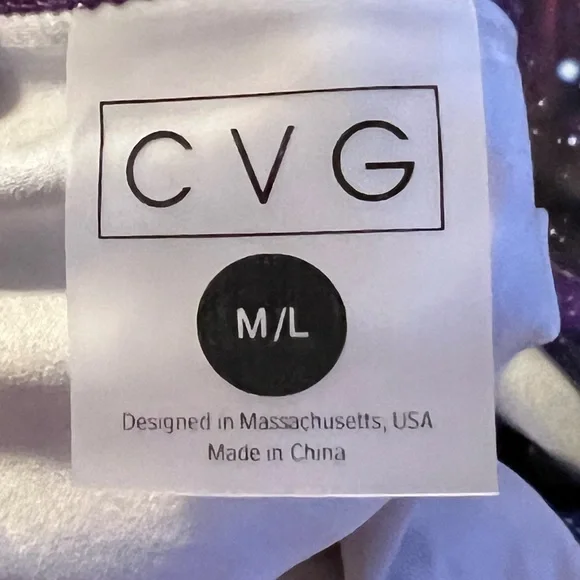 CVG
M/L
Designed in Massachusetts, USA
Made in China